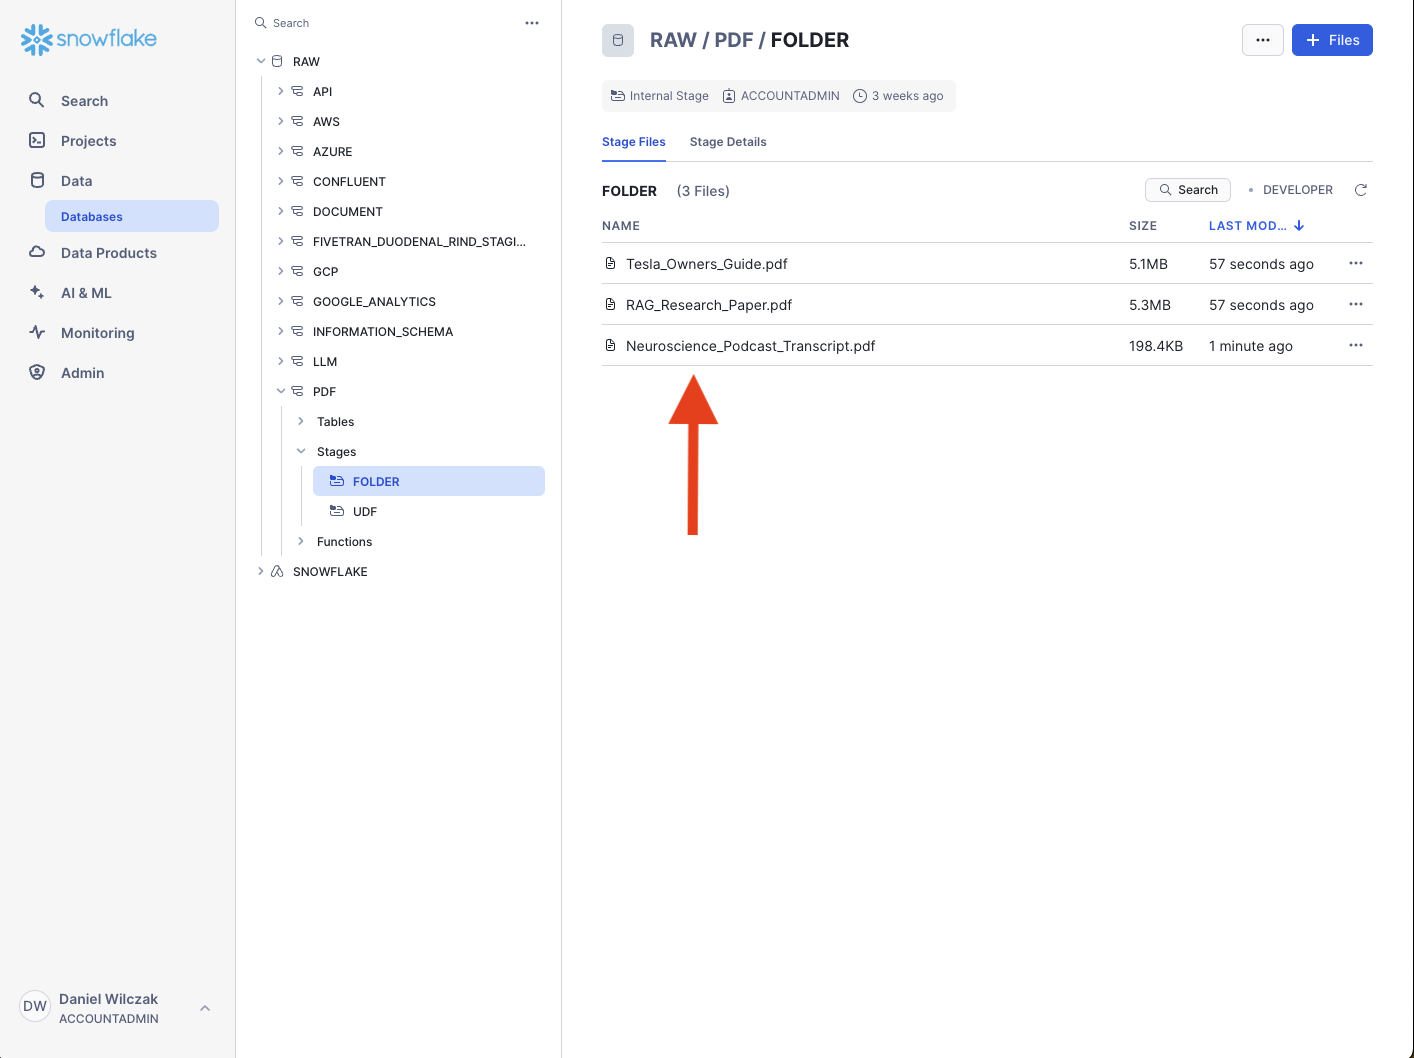 snowflake
Search
Projects
Data
Databases
Data Products
AI & ML
Monitoring
Admin
DW
Daniel Wilczak
ACCOUNTADMIN
Search
RAW
API
AWS
AZURE
CONFLUENT
DOCUMENT
FIVETRAN_DUODENAL_RIND_STAGI...
GCP
GOOGLE_ANALYTICS
INFORMATION_SCHEMA
LLM
PDF
Tables
Stages
FOLDER
UDF
Functions
SNOWFLAKE
RAW / PDF / FOLDER
Files
Internal Stage ACCOUNTADMIN 3 weeks ago
Stage Files Stage Details
FOLDER (3 Files) Search DEVELOPER
NAME SIZE LAST MOD...
Tesla_Owners_Guide.pdf 5.1MB 57 seconds ago
RAG_Research_Paper.pdf 5.3MB 57 seconds ago
Neuroscience_Podcast_Transcript.pdf 198.4KB 1 minute ago